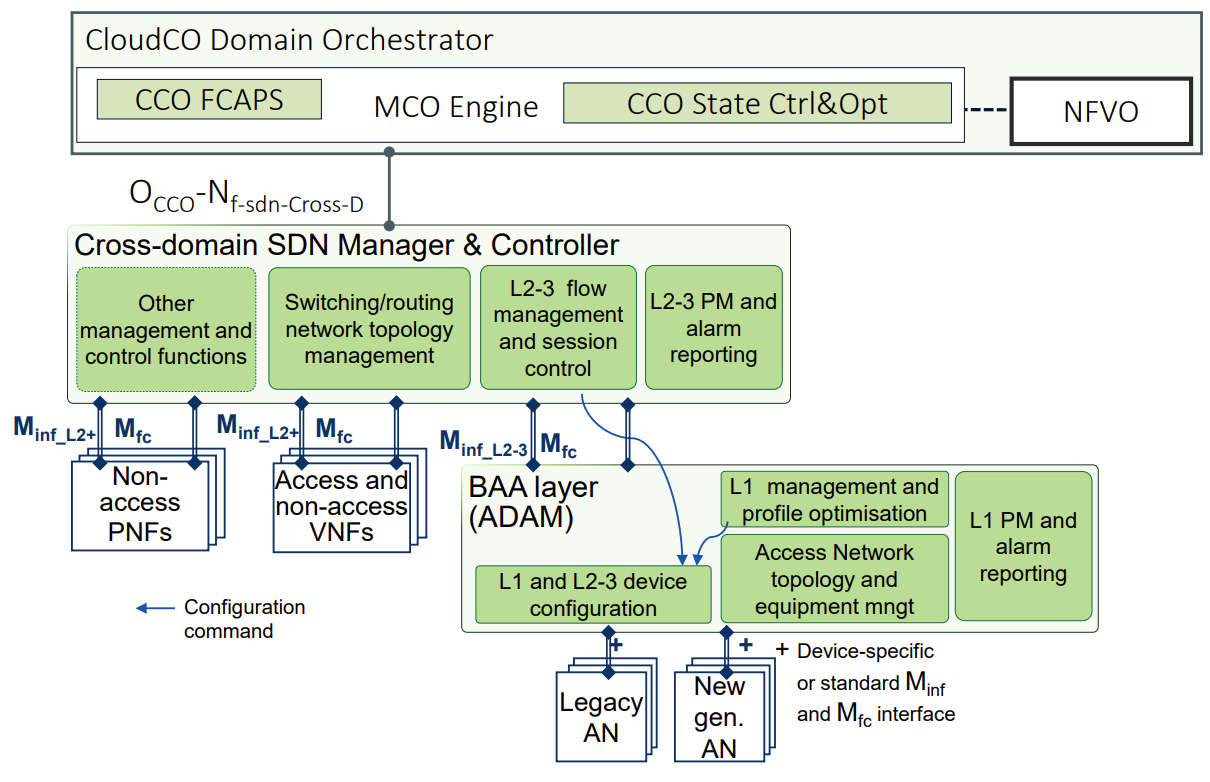 CloudCO Domain Orchestrator
CCO FCAPS
MCO Engine
CCO State Ctrl&Opt
NFVO
OCCO-Nf-sdn-Cross-D
Cross-domain SDN Manager & Controller
Other
management and
control functions
Switching/routing
network topology
management
L2-3 flow
management
and session
control
L2-3 PM and
alarm
reporting
Minf_L2+
Mfc
Minf_L2+
Mfc
Minf_L2-3
Mfc
Non-
access
PNFs
Access and
non-access
VNFs
BAA layer
(ADAM)
L1 management and
profile optimisation
L1 PM and
alarm
reporting
Access Network
topology and
equipment mngt
L1 and L2-3 device
configuration
Configuration
command
+
+
Legacy
AN
New
gen.
AN
+ Device-specific
or standard Minf
and Mfc interface